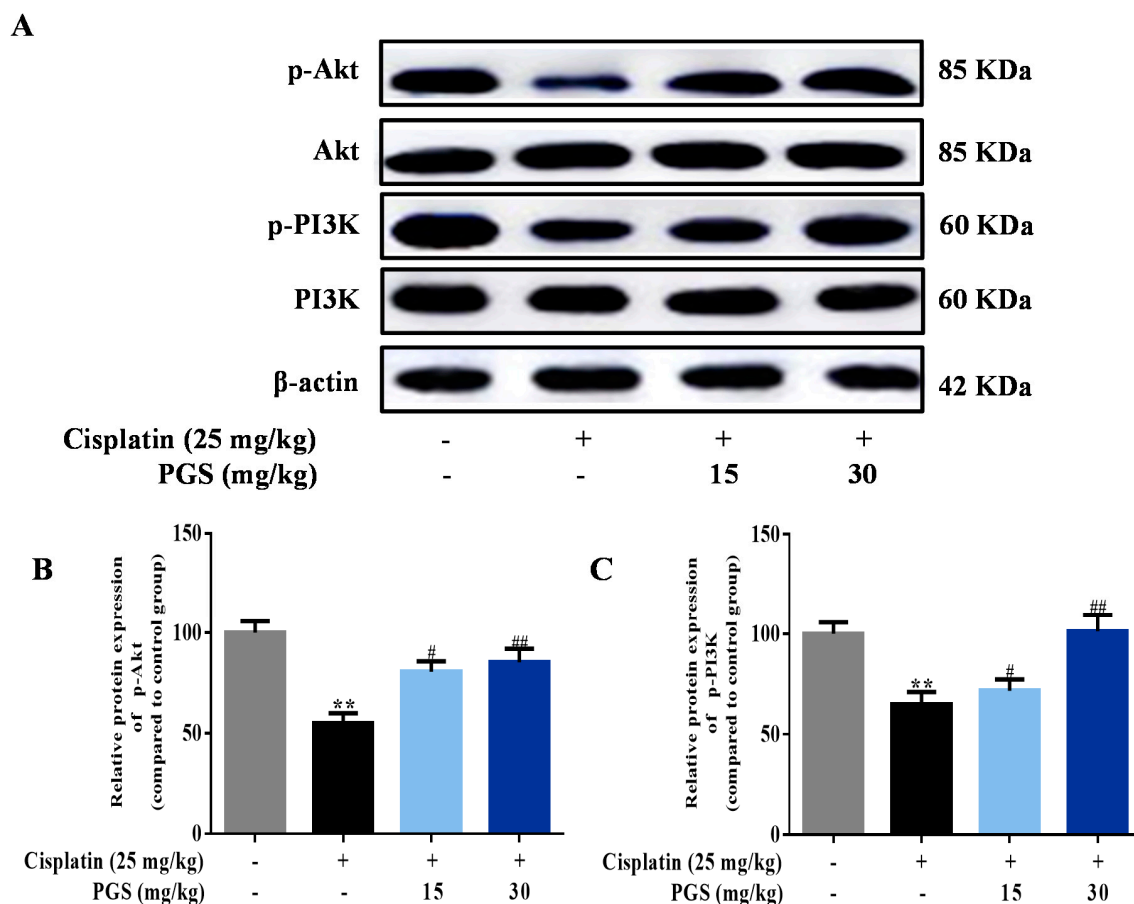 A
p-Akt 85 KDa
Akt 85 KDa
p-PI3K 60 KDa
PI3K 60 KDa
β-actin 42 KDa
Cisplatin (25 mg/kg) - + + +
PGS (mg/kg) - - 15 30
B
Relative protein expression
of p-Akt
(compared to control group)
150
100
50
0
**
#
##
Cisplatin (25 mg/kg) - + + +
PGS (mg/kg) - - 15 30
C
Relative protein expression
of p-PI3K
(compared to control group)
150
100
50
0
**
#
##
Cisplatin (25 mg/kg) - + + +
PGS (mg/kg) - - 15 30